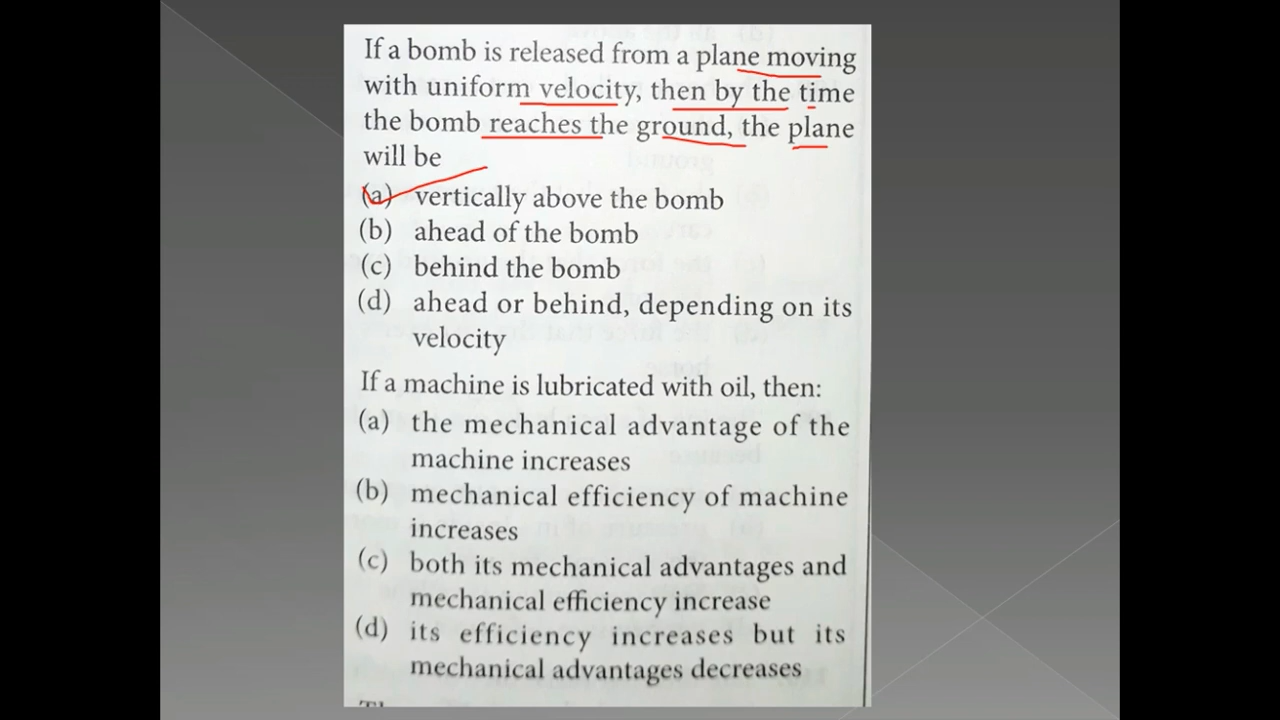 If a bomb is released from a plane moving
with uniform velocity, then by the time
the bomb reaches the ground, the plane
will be
(a) vertically above the bomb
(b) ahead of the bomb
(c) behind the bomb
(d) ahead or behind, depending on its
velocity
If a machine is lubricated with oil, then:
(a) the mechanical advantage of the
machine increases
(b) mechanical efficiency of machine
increases
(c) both its mechanical advantages and
mechanical efficiency increase
(d) its efficiency increases but its
mechanical advantages decreases